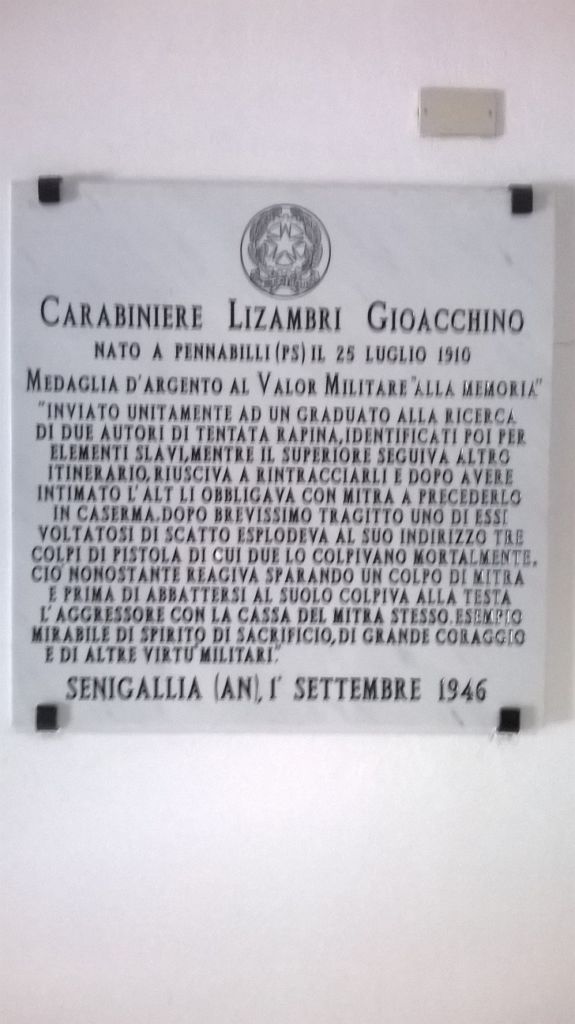 CARABINIERE LIZAMBRI GIOACCHINO
NATO A PENNABILLI (PS) IL 25 LUGLIO 1910
MEDAGLIA D'ARGENTO AL VALOR MILITARE "ALLA MEMORIA"
"INVIATO UNITAMENTE AD UN GRADUATO ALLA RICERCA
DI DUE AUTORI DI TENTATA RAPINA, IDENTIFICATI POI PER
ELEMENTI SLAVI, MENTRE IL SUPERIORE SEGUIVA ALTRO
ITINERARIO, RIUSCIVA A RINTRACCIARLI E DOPO AVERE
INTIMATO L'ALT LI OBBLIGAVA CON MITRA A PRECEDERLO
IN CASERMA. DOPO BREVISSIMO TRAGITTO UNO DI ESSI
VOLTATOSI DI SCATTO ESPLODEVA AL SUO INDIRIZZO TRE
COLPI DI PISTOLA DI CUI DUE LO COLPIVANO MORTALMENTE.
CIO' NONOSTANTE REAGIVA SPARANDO UN COLPO DI MITRA
E PRIMA DI ABBATTERSI AL SUOLO COLPIVA ALLA TESTA
L'AGGRESSORE CON LA CASSA DEL MITRA STESSO. ESEMPIO
MIRABILE DI SPIRITO DI SACRIFICIO, DI GRANDE CORAGGIO
E DI ALTRE VIRTU' MILITARI."
SENIGALLIA (AN), 1° SETTEMBRE 1946